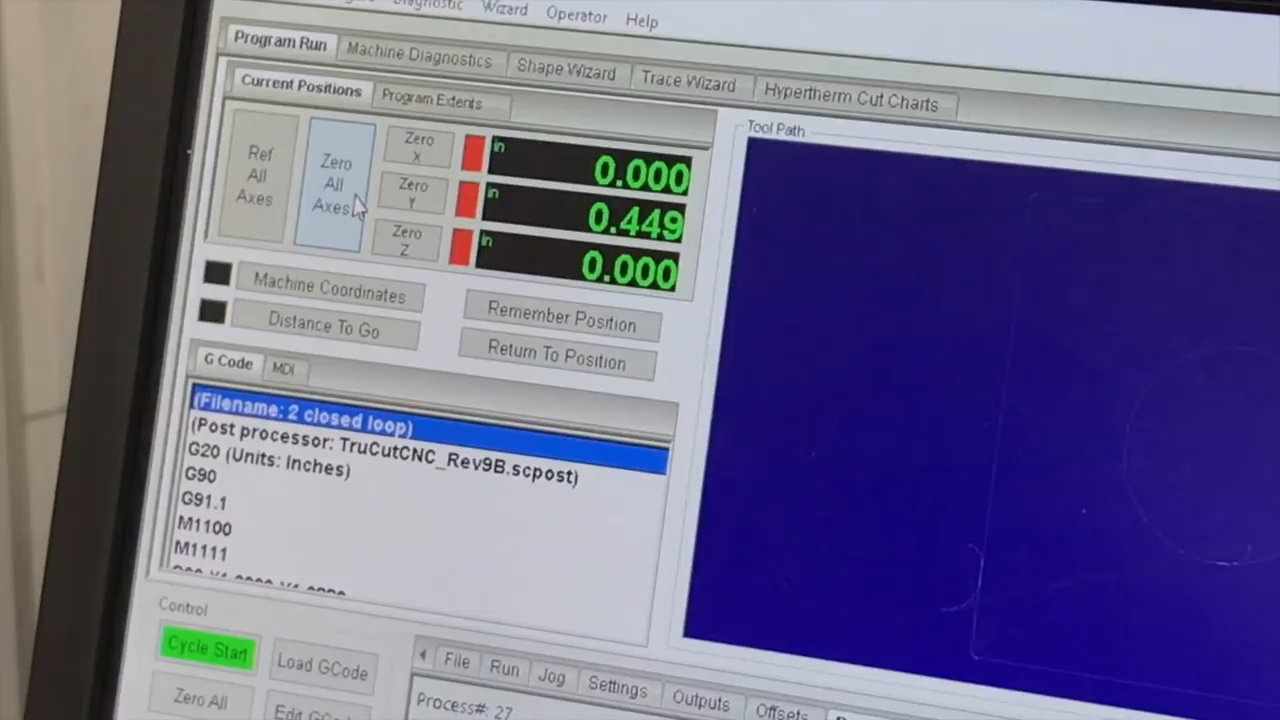 Diagnostic Wizard Operator Help
Program Run Machine Diagnostics Shape Wizard Trace Wizard Hypertherm Cut Charts
Current Positions Program Extents
Tool Path
Ref All Axes
Zero All Axes
Zero X
in 0.000
Zero Y
in 0.449
Zero Z
in 0.000
Machine Coordinates
Remember Position
Distance To Go
Return To Position
G Code MDI
(Filename: 2 closed loop)
(Post processor: TruCutCNC_Rev9B.scpost)
G20 (Units: Inches)
G90
G91.1
M1100
M1111
Control
Cycle Start
Load GCode
Zero All
File Run Jog Settings Outputs Offsets
Process#: 27